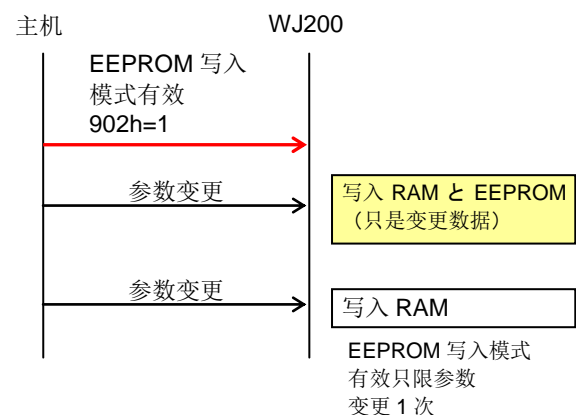 主机
WJ200
EEPROM 写入
模式有效
902h=1
参数变更
写入 RAM と EEPROM
（只是变更数据）
参数变更
写入 RAM
EEPROM 写入模式
有效只限参数
变更 1 次